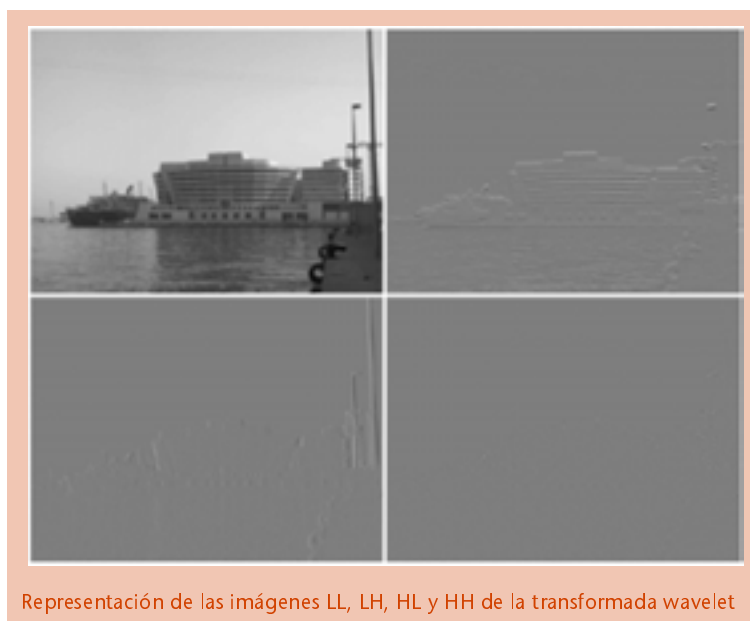 Representación de las imágenes LL, LH, HL y HH de la transformada wavelet